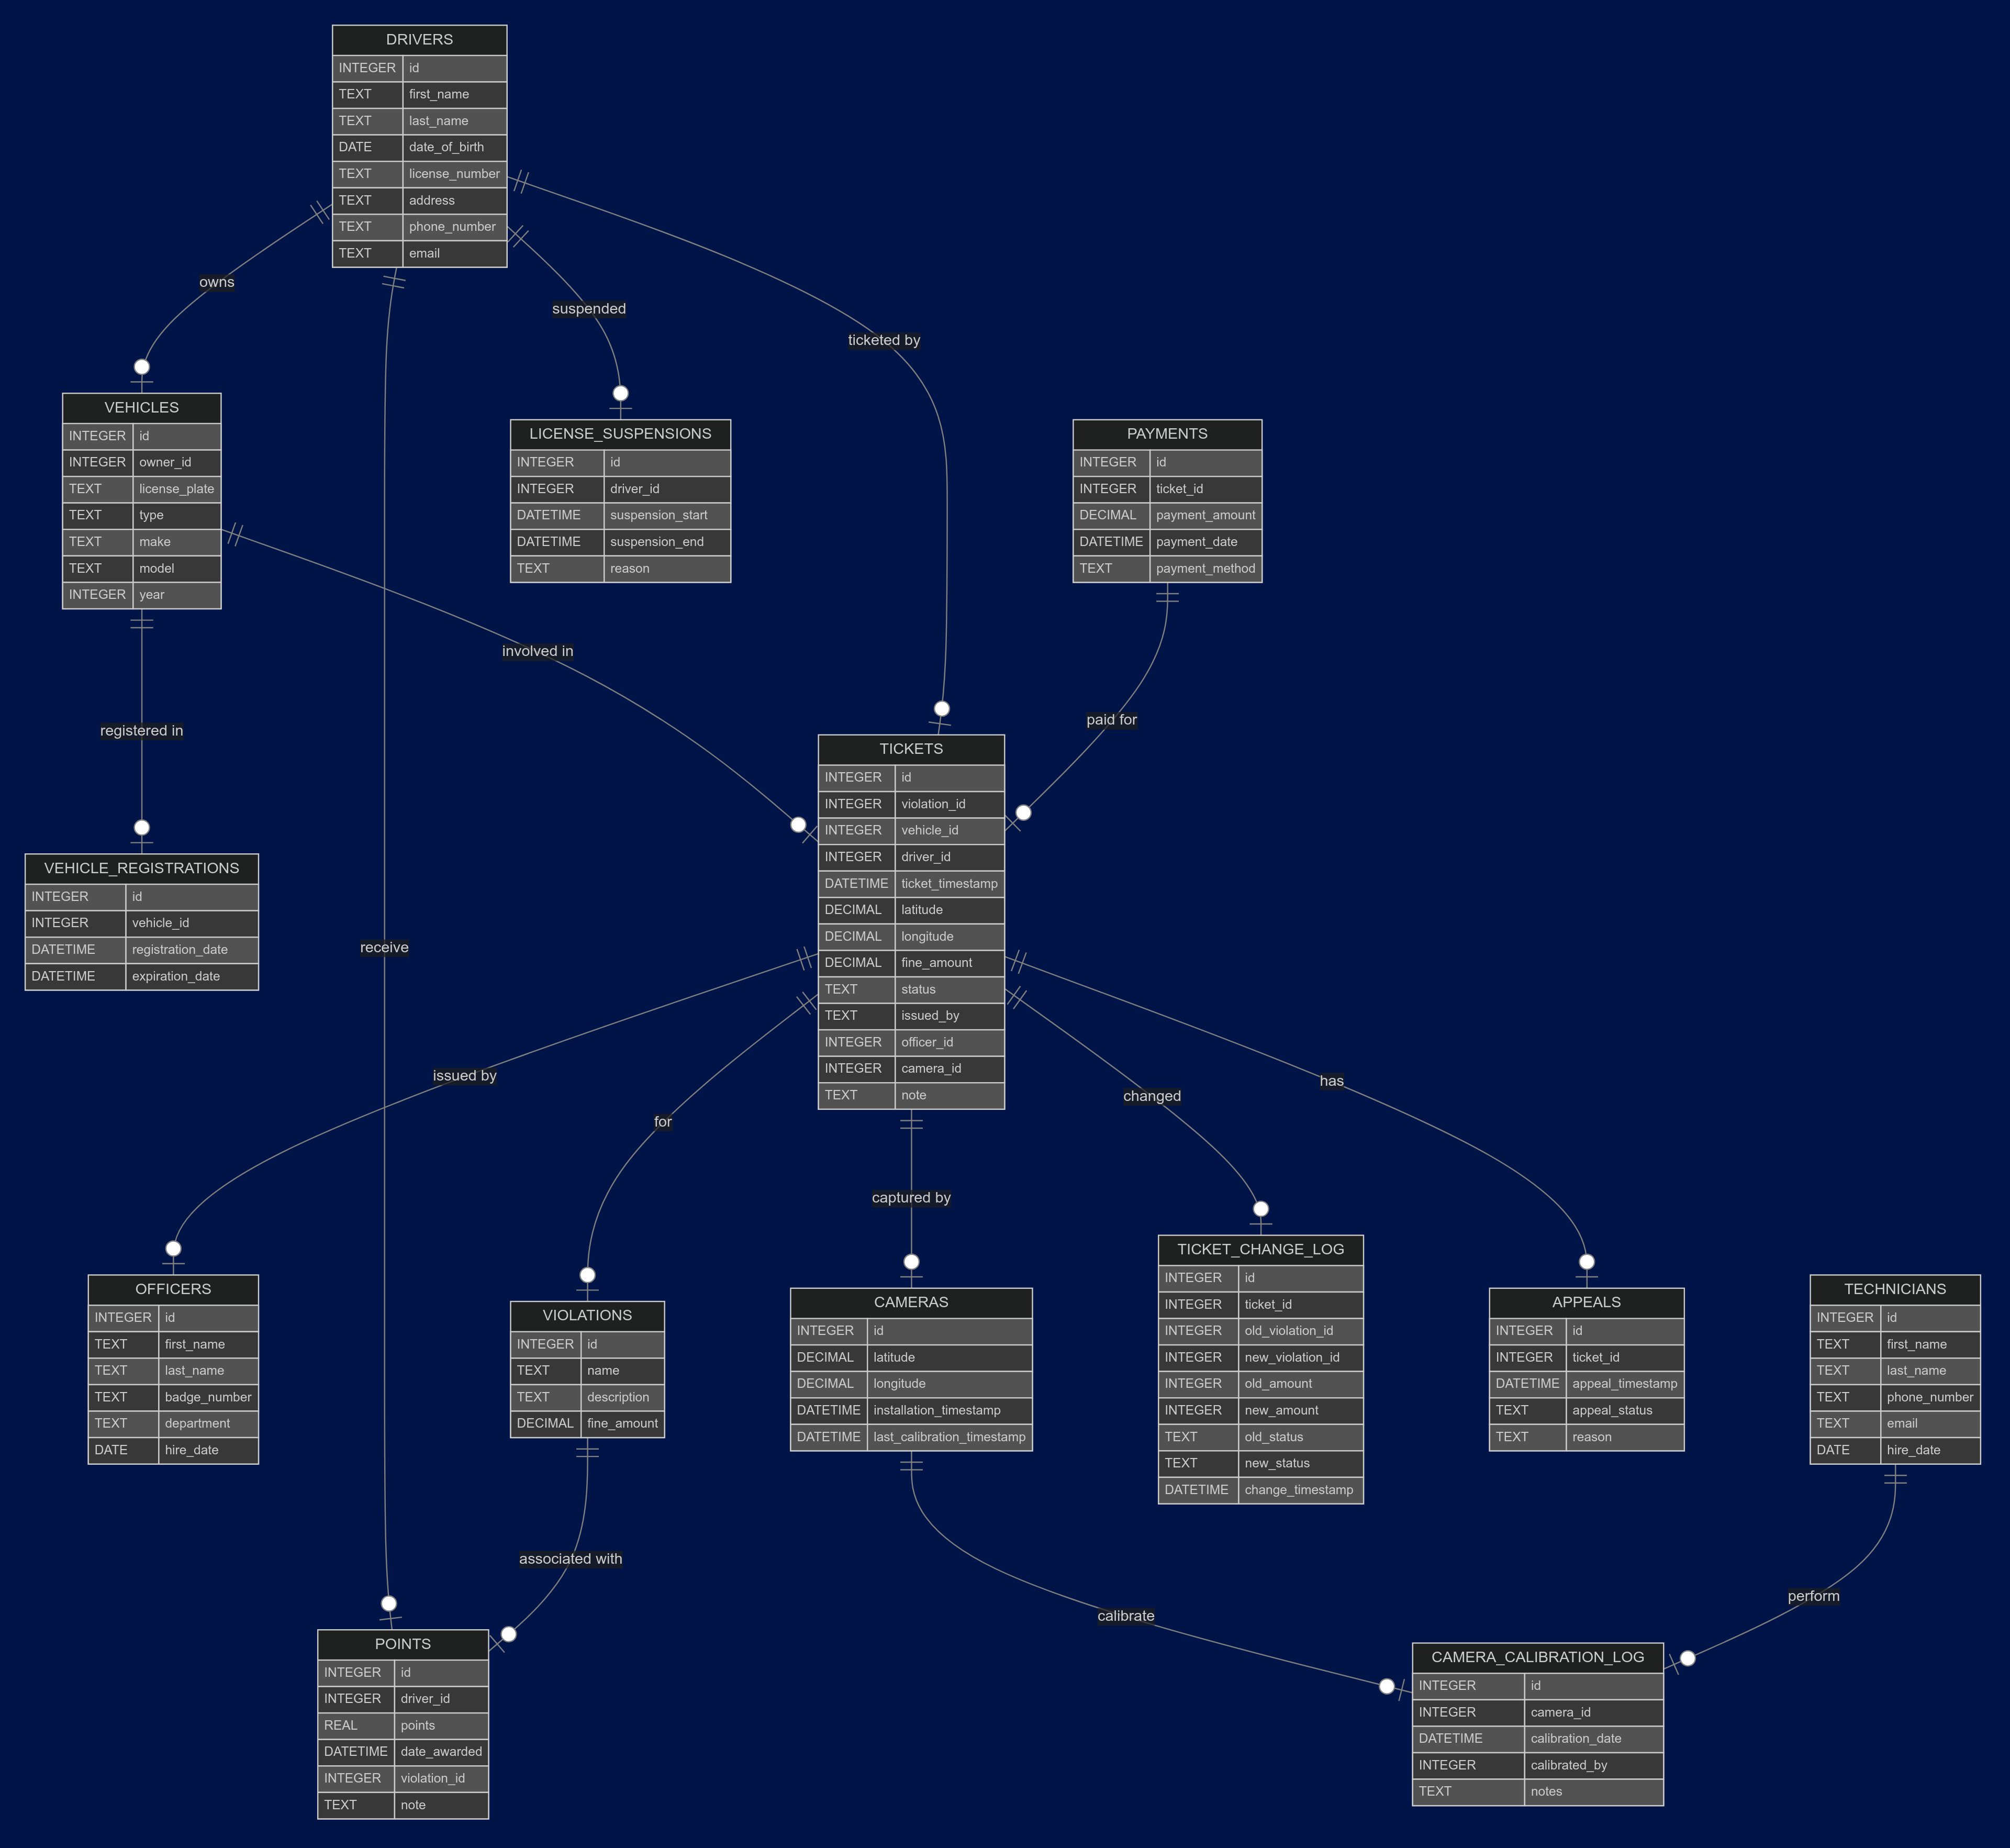 DRIVERS
INTEGER id
TEXT first_name
TEXT last_name
DATE date_of_birth
TEXT license_number
TEXT address
TEXT phone_number
TEXT email
owns
suspended
ticketed by
VEHICLES
INTEGER id
INTEGER owner_id
TEXT license_plate
TEXT type
TEXT make
TEXT model
INTEGER year
LICENSE_SUSPENSIONS
INTEGER id
INTEGER driver_id
DATETIME suspension_start
DATETIME suspension_end
TEXT reason
PAYMENTS
INTEGER id
INTEGER ticket_id
DECIMAL payment_amount
DATETIME payment_date
TEXT payment_method
involved in
registered in
paid for
TICKETS
INTEGER id
INTEGER violation_id
INTEGER vehicle_id
INTEGER driver_id
DATETIME ticket_timestamp
DECIMAL latitude
DECIMAL longitude
DECIMAL fine_amount
TEXT status
TEXT issued_by
INTEGER officer_id
INTEGER camera_id
TEXT note
VEHICLE_REGISTRATIONS
INTEGER id
INTEGER vehicle_id
DATETIME registration_date
DATETIME expiration_date
receive
issued by
for
captured by
changed
has
OFFICERS
INTEGER id
TEXT first_name
TEXT last_name
TEXT badge_number
TEXT department
DATE hire_date
VIOLATIONS
INTEGER id
TEXT name
TEXT description
DECIMAL fine_amount
CAMERAS
INTEGER id
DECIMAL latitude
DECIMAL longitude
DATETIME installation_timestamp
DATETIME last_calibration_timestamp
TICKET_CHANGE_LOG
INTEGER id
INTEGER ticket_id
INTEGER old_violation_id
INTEGER new_violation_id
INTEGER old_amount
INTEGER new_amount
TEXT old_status
TEXT new_status
DATETIME change_timestamp
APPEALS
INTEGER id
INTEGER ticket_id
DATETIME appeal_timestamp
TEXT appeal_status
TEXT reason
TECHNICIANS
INTEGER id
TEXT first_name
TEXT last_name
TEXT phone_number
TEXT email
DATE hire_date
associated with
calibrate
perform
POINTS
INTEGER id
INTEGER driver_id
REAL points
DATETIME date_awarded
INTEGER violation_id
TEXT note
CAMERA_CALIBRATION_LOG
INTEGER id
INTEGER camera_id
DATETIME calibration_date
INTEGER calibrated_by
TEXT notes